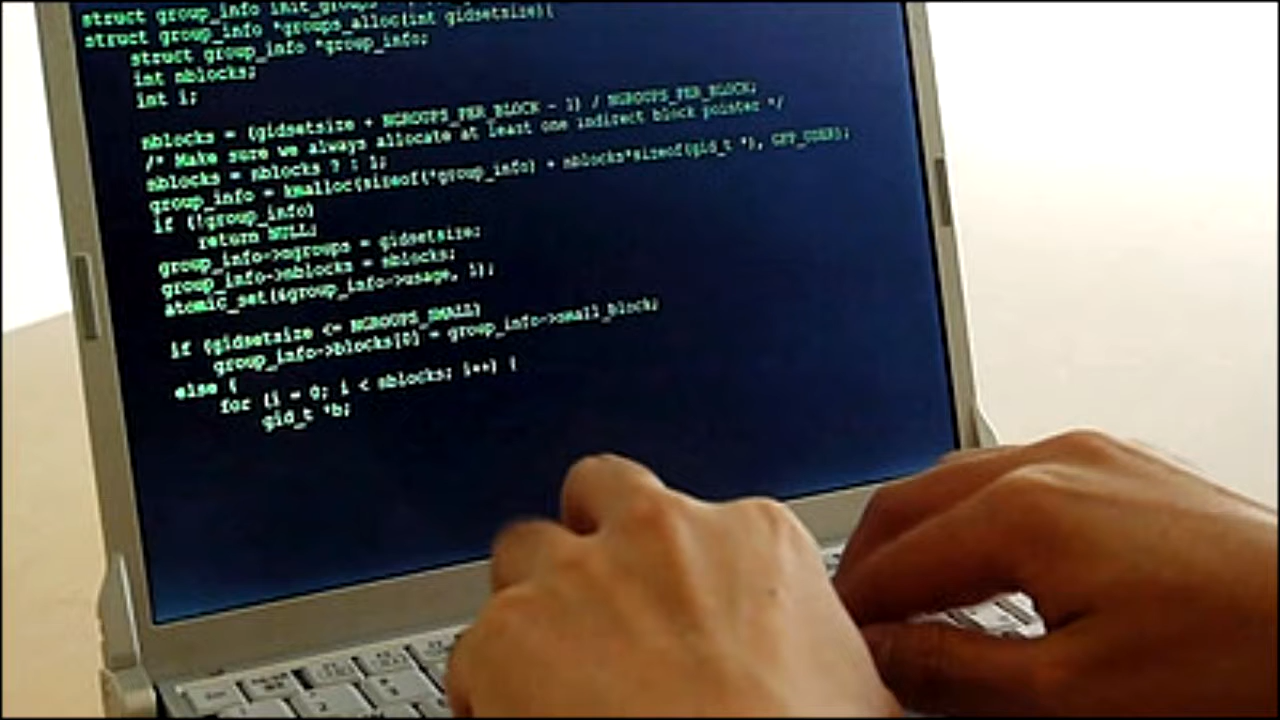 struct group_info init_groups
struct group_info *groups_alloc(int gidsetsize){
struct group_info *group_info;
int nblocks;
int i;
nblocks = (gidsetsize + NGROUPS_PER_BLOCK - 1) / NGROUPS_PER_BLOCK;
/* Make sure we always allocate at least one indirect block pointer */
nblocks = nblocks ? : 1;
group_info = kmalloc(sizeof(*group_info) + nblocks*sizeof(gid_t *), GFP_USER);
if (!group_info)
return NULL;
group_info->ngroups = gidsetsize;
group_info->nblocks = nblocks;
atomic_set(&group_info->usage, 1);
if (gidsetsize <= NGROUPS_SMALL)
group_info->blocks[0] = group_info->small_block;
else {
for (i = 0; i < nblocks; i++) {
gid_t *b;